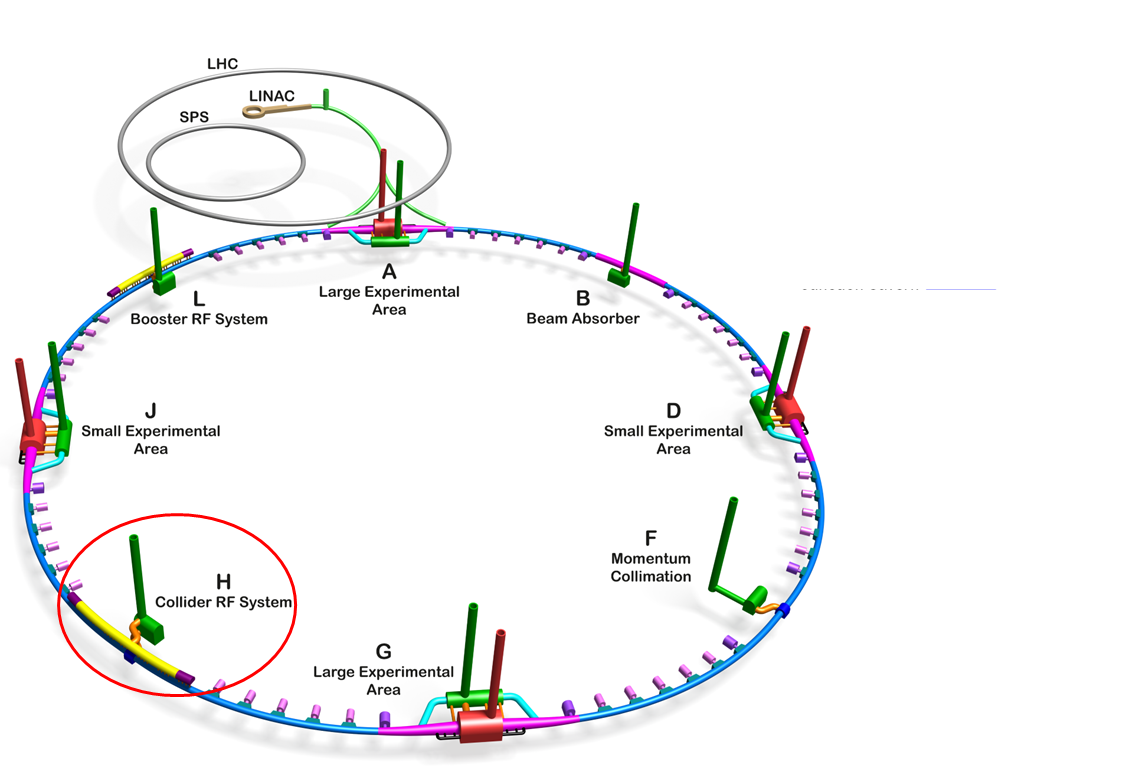 LHC
LINAC
SPS
A
Large Experimental
Area
L
Booster RF System
B
Beam Absorber
J
Small Experimental
Area
D
Small Experimental
Area
F
Momentum
Collimation
H
Collider RF System
G
Large Experimental
Area